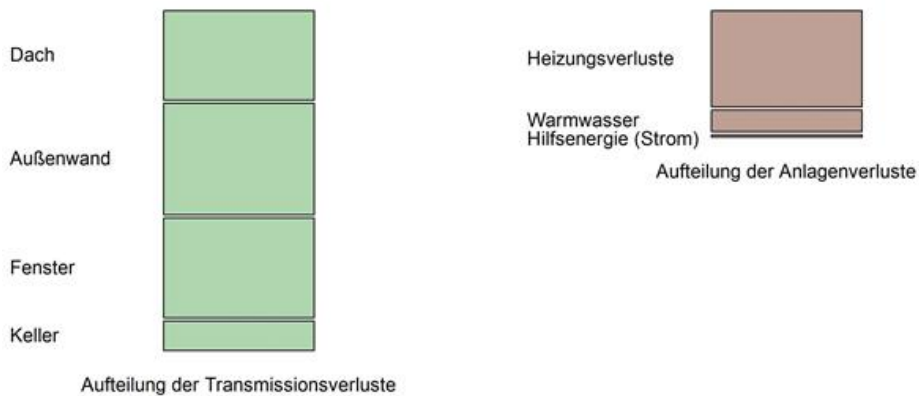 Dach
Außenwand
Fenster
Keller
Aufteilung der Transmissionsverluste
Heizungsverluste
Warmwasser
Hilfsenergie (Strom)
Aufteilung der Anlagenverluste